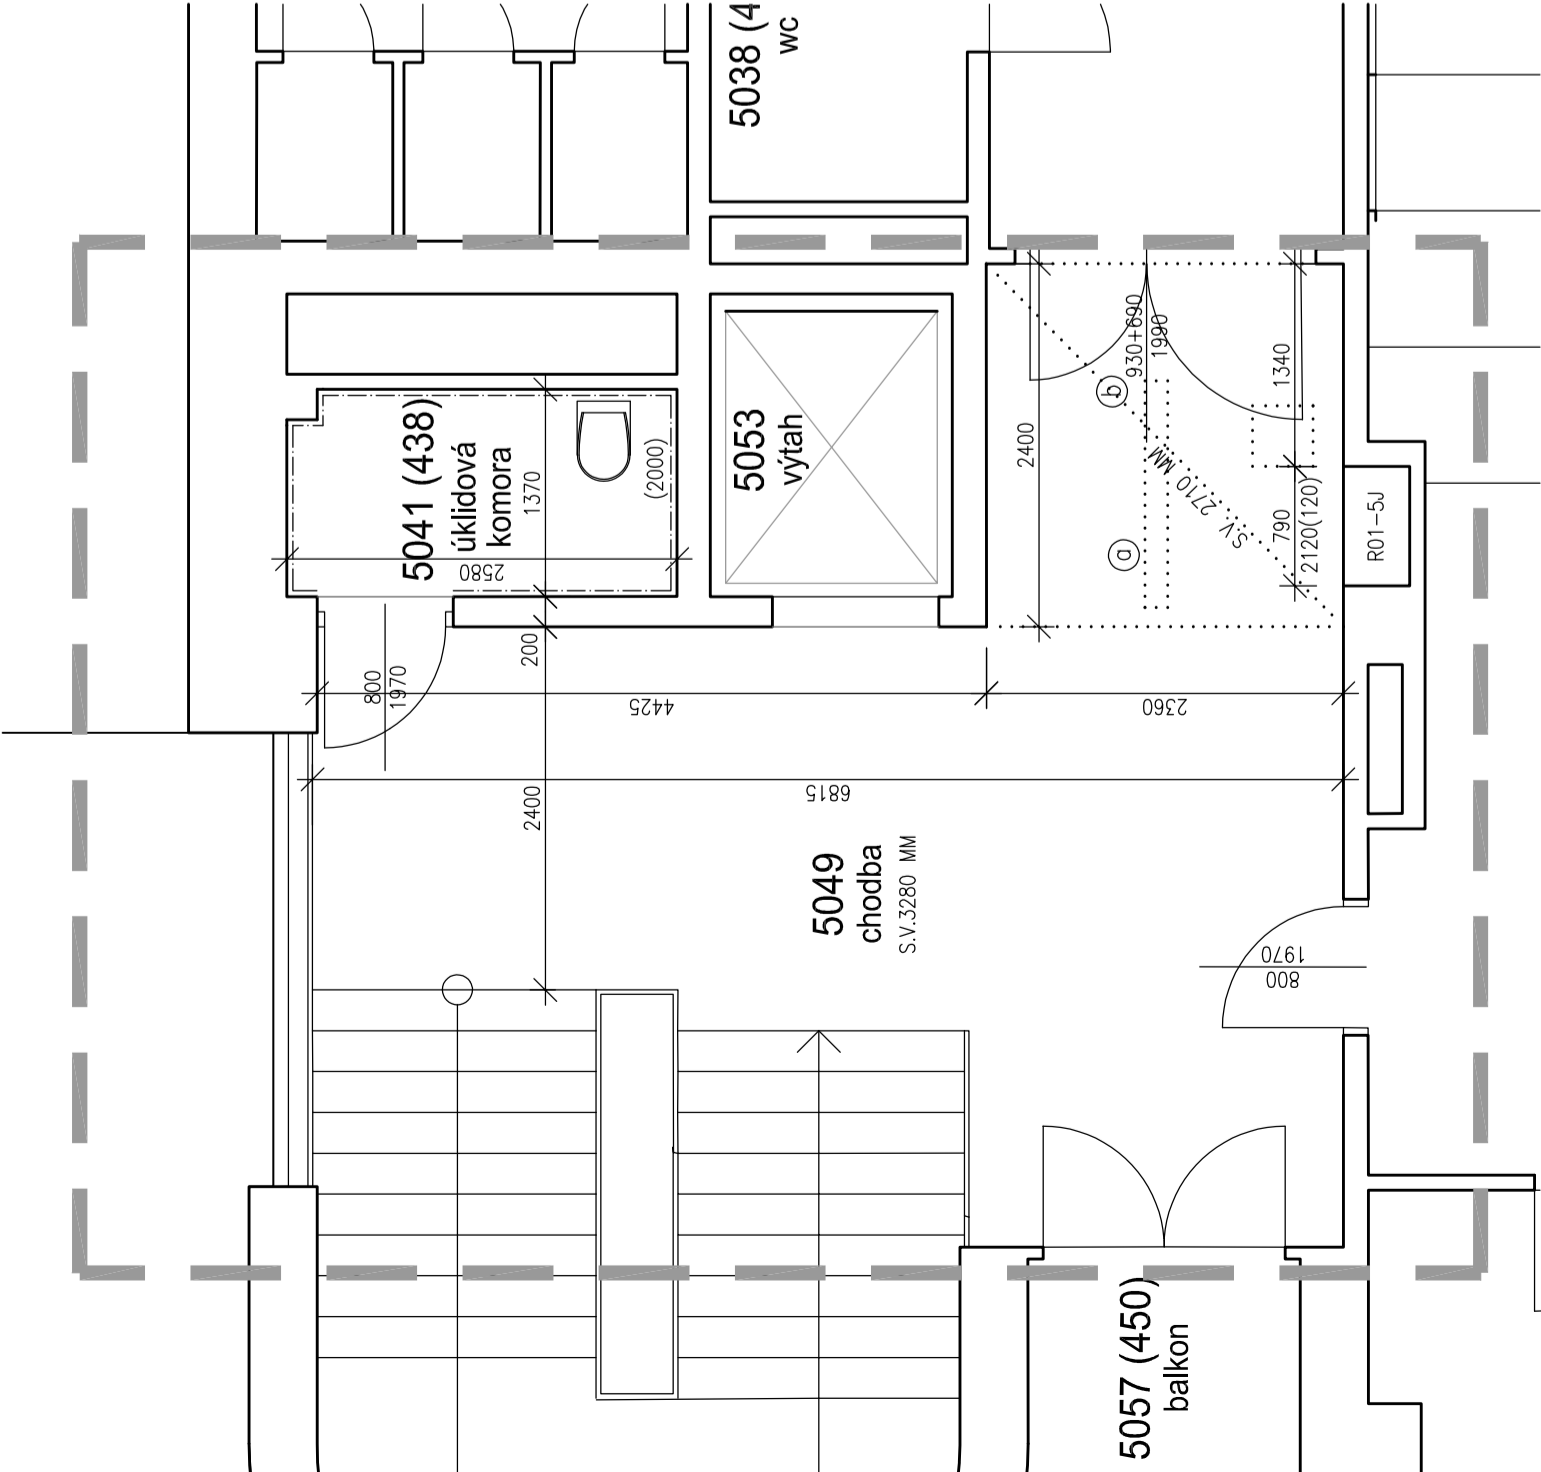 5038 (4
wc
5041 (438)
úklidová
komora
1370
(2000)
2580
5053
výtah
930+690
1990
1340
b
2400
S.V. 2710 MM
a
790
2120(120)
R01-5J
200
800
1970
4425
2360
2400
6815
5049
chodba
S.V.3280 MM
1970
800
5057 (450)
balkon